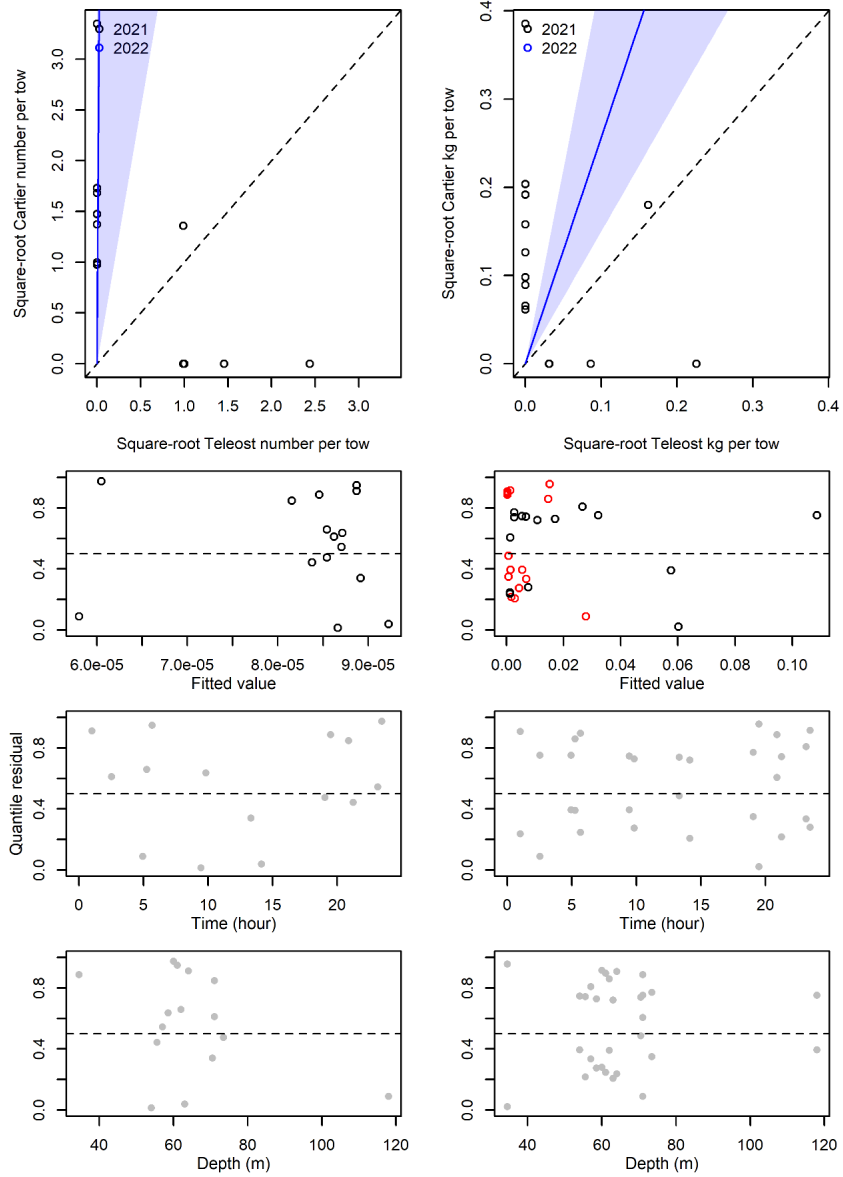 2021
2022
Square-root Cartier number per tow
0.0 0.5 1.0 1.5 2.0 2.5 3.0
0.0 0.5 1.0 1.5 2.0 2.5 3.0
Square-root Teleost number per tow
2021
2022
Square-root Cartier kg per tow
0.0 0.1 0.2 0.3 0.4
0.0 0.1 0.2 0.3 0.4
Square-root Teleost kg per tow
0.0 0.4 0.8
6.0e-05 7.0e-05 8.0e-05 9.0e-05
Fitted value
0.0 0.4 0.8
0.00 0.02 0.04 0.06 0.08 0.10
Fitted value
Quantile residual
0.0 0.4 0.8
0 5 10 15 20
Time (hour)
0.0 0.4 0.8
0 5 10 15 20
Time (hour)
0.0 0.4 0.8
40 60 80 100 120
Depth (m)
0.0 0.4 0.8
40 60 80 100 120
Depth (m)